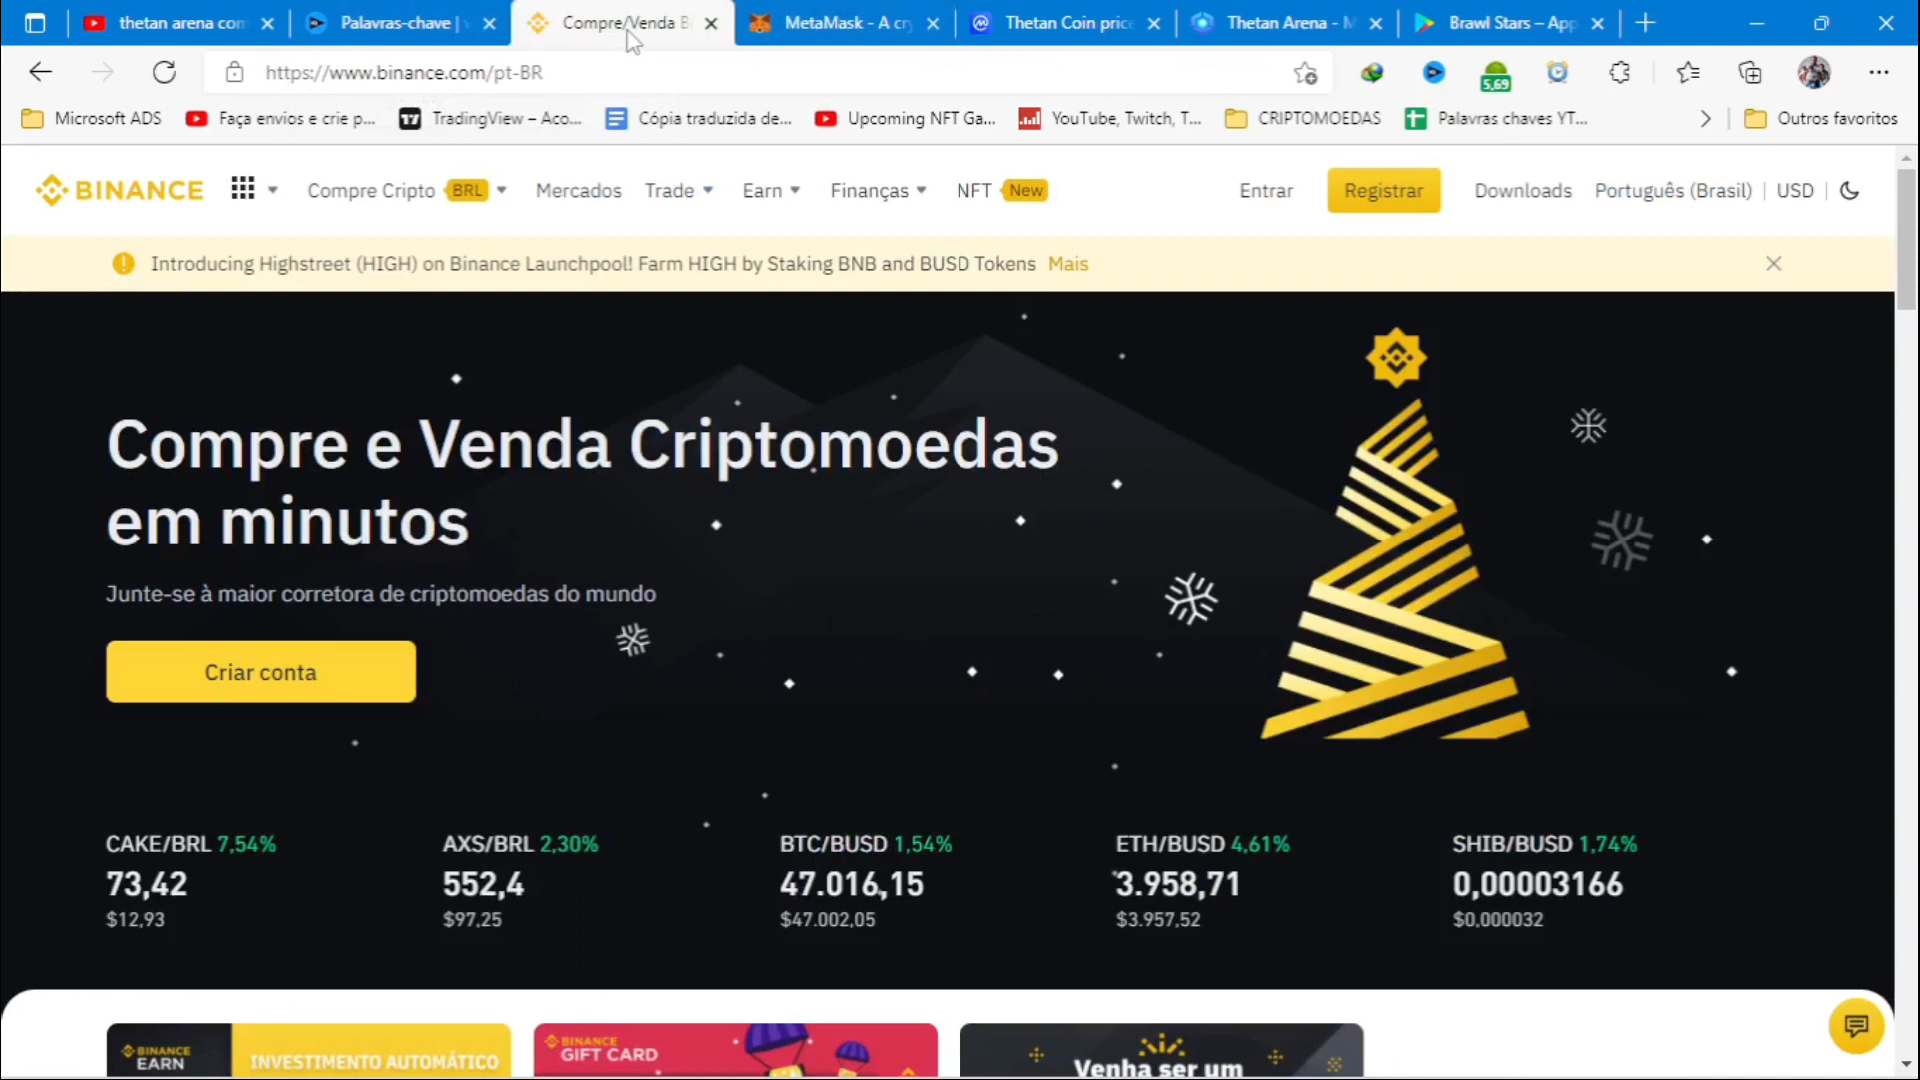 thetan arena com
Palavras-chave |
Compre/Venda B
MetaMask - A cry
Thetan Coin price
Thetan Arena - M
Brawl Stars – App
https://www.binance.com/pt-BR
5,69
Microsoft ADS
Faça envios e crie p...
TradingView – Aco...
Cópia traduzida de...
Upcoming NFT Ga...
YouTube, Twitch, T...
CRIPTOMOEDAS
Palavras chaves YT...
Outros favoritos
BINANCE
Compre Cripto BRL
Mercados
Trade
Earn
Finanças
NFT New
Entrar
Registrar
Downloads
Português (Brasil)
USD
Introducing Highstreet (HIGH) on Binance Launchpool! Farm HIGH by Staking BNB and BUSD Tokens Mais
Compre e Venda Criptomoedas
em minutos
Junte-se à maior corretora de criptomoedas do mundo
Criar conta
CAKE/BRL 7,54%
73,42
$12,93
AXS/BRL 2,30%
552,4
$97,25
BTC/BUSD 1,54%
47.016,15
$47.002,05
ETH/BUSD 4,61%
3.958,71
$3.957,52
SHIB/BUSD 1,74%
0,00003166
$0,000032
BINANCE
EARN
INVESTIMENTO AUTOMÁTICO
BINANCE
GIFT CARD
Venha ser um